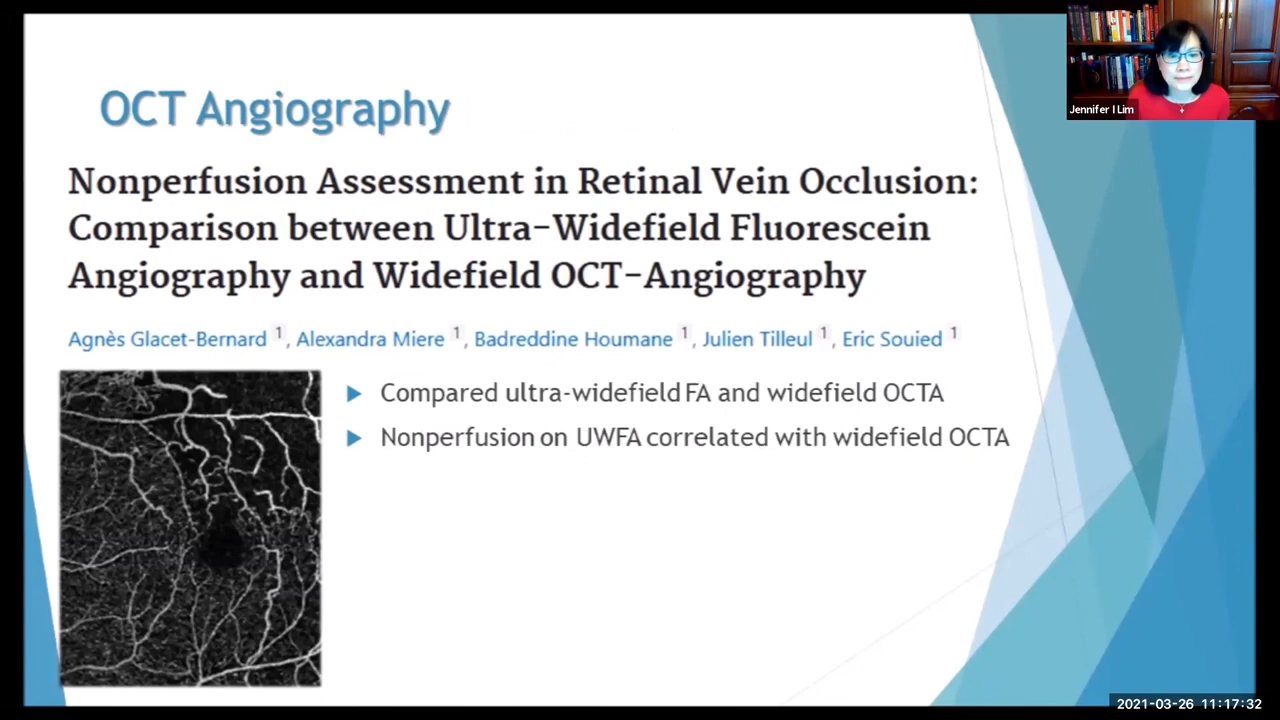 OCT Angiography
Jennifer I Lim
Nonperfusion Assessment in Retinal Vein Occlusion:
Comparison between Ultra-Widefield Fluorescein
Angiography and Widefield OCT-Angiography
Agnès Glacet-Bernard 1, Alexandra Miere 1, Badreddine Houmane 1, Julien Tilleul 1, Eric Souied 1
Compared ultra-widefield FA and widefield OCTA
Nonperfusion on UWFA correlated with widefield OCTA
2021-03-26 11:17:32